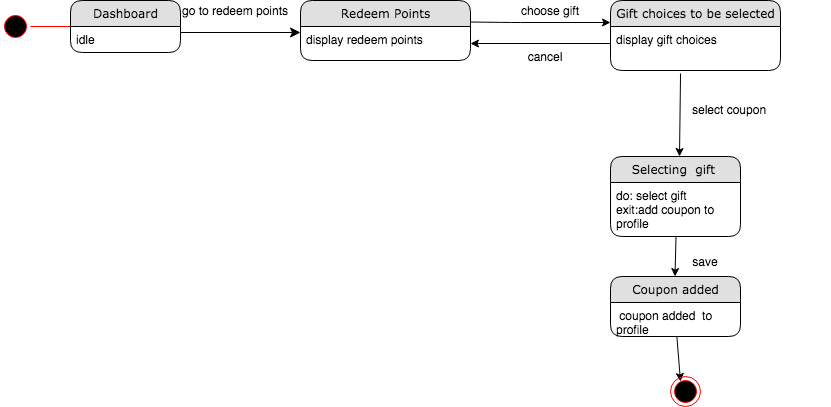 Dashboard
idle
go to redeem points
Redeem Points
display redeem points
choose gift
cancel
Gift choices to be selected
display gift choices
select coupon
Selecting  gift
do: select gift
exit:add coupon to
profile
save
Coupon added
coupon added  to
profile